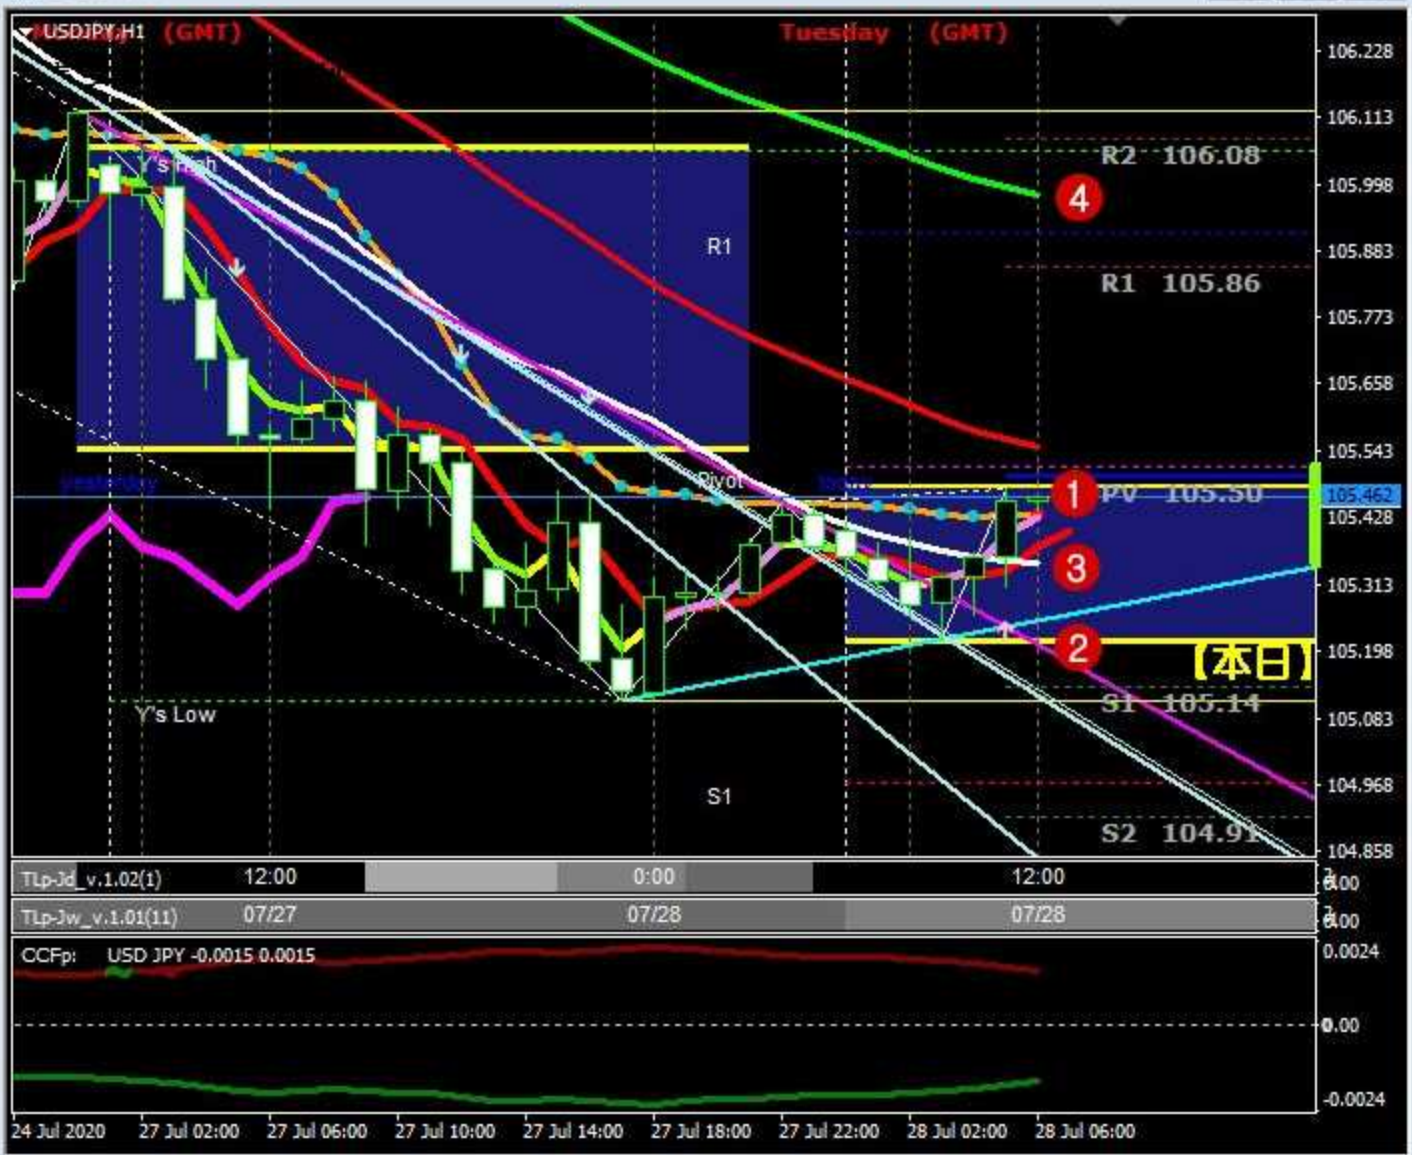 USDJPY,H1
(GMT)
Tuesday (GMT)
106.228
106.113
R2 106.08
Y's High
105.998
④
R1
105.883
R1 105.86
105.773
105.658
105.543
yesterday
Pivot
today
①
PV 105.50
105.462
105.428
③
105.313
②
105.198
【本日】
S1 105.14
Y's Low
105.083
S1
104.968
S2 104.91
104.858
TLp-Jd_v.1.02(1) 12:00 0:00 12:00
TLp-Jw_v.1.01(11) 07/27 07/28 07/28
CCFp: USD JPY -0.0015 0.0015
0.0024
0.00
-0.0024
24 Jul 2020 27 Jul 02:00 27 Jul 06:00 27 Jul 10:00 27 Jul 14:00 27 Jul 18:00 27 Jul 22:00 28 Jul 02:00 28 Jul 06:00